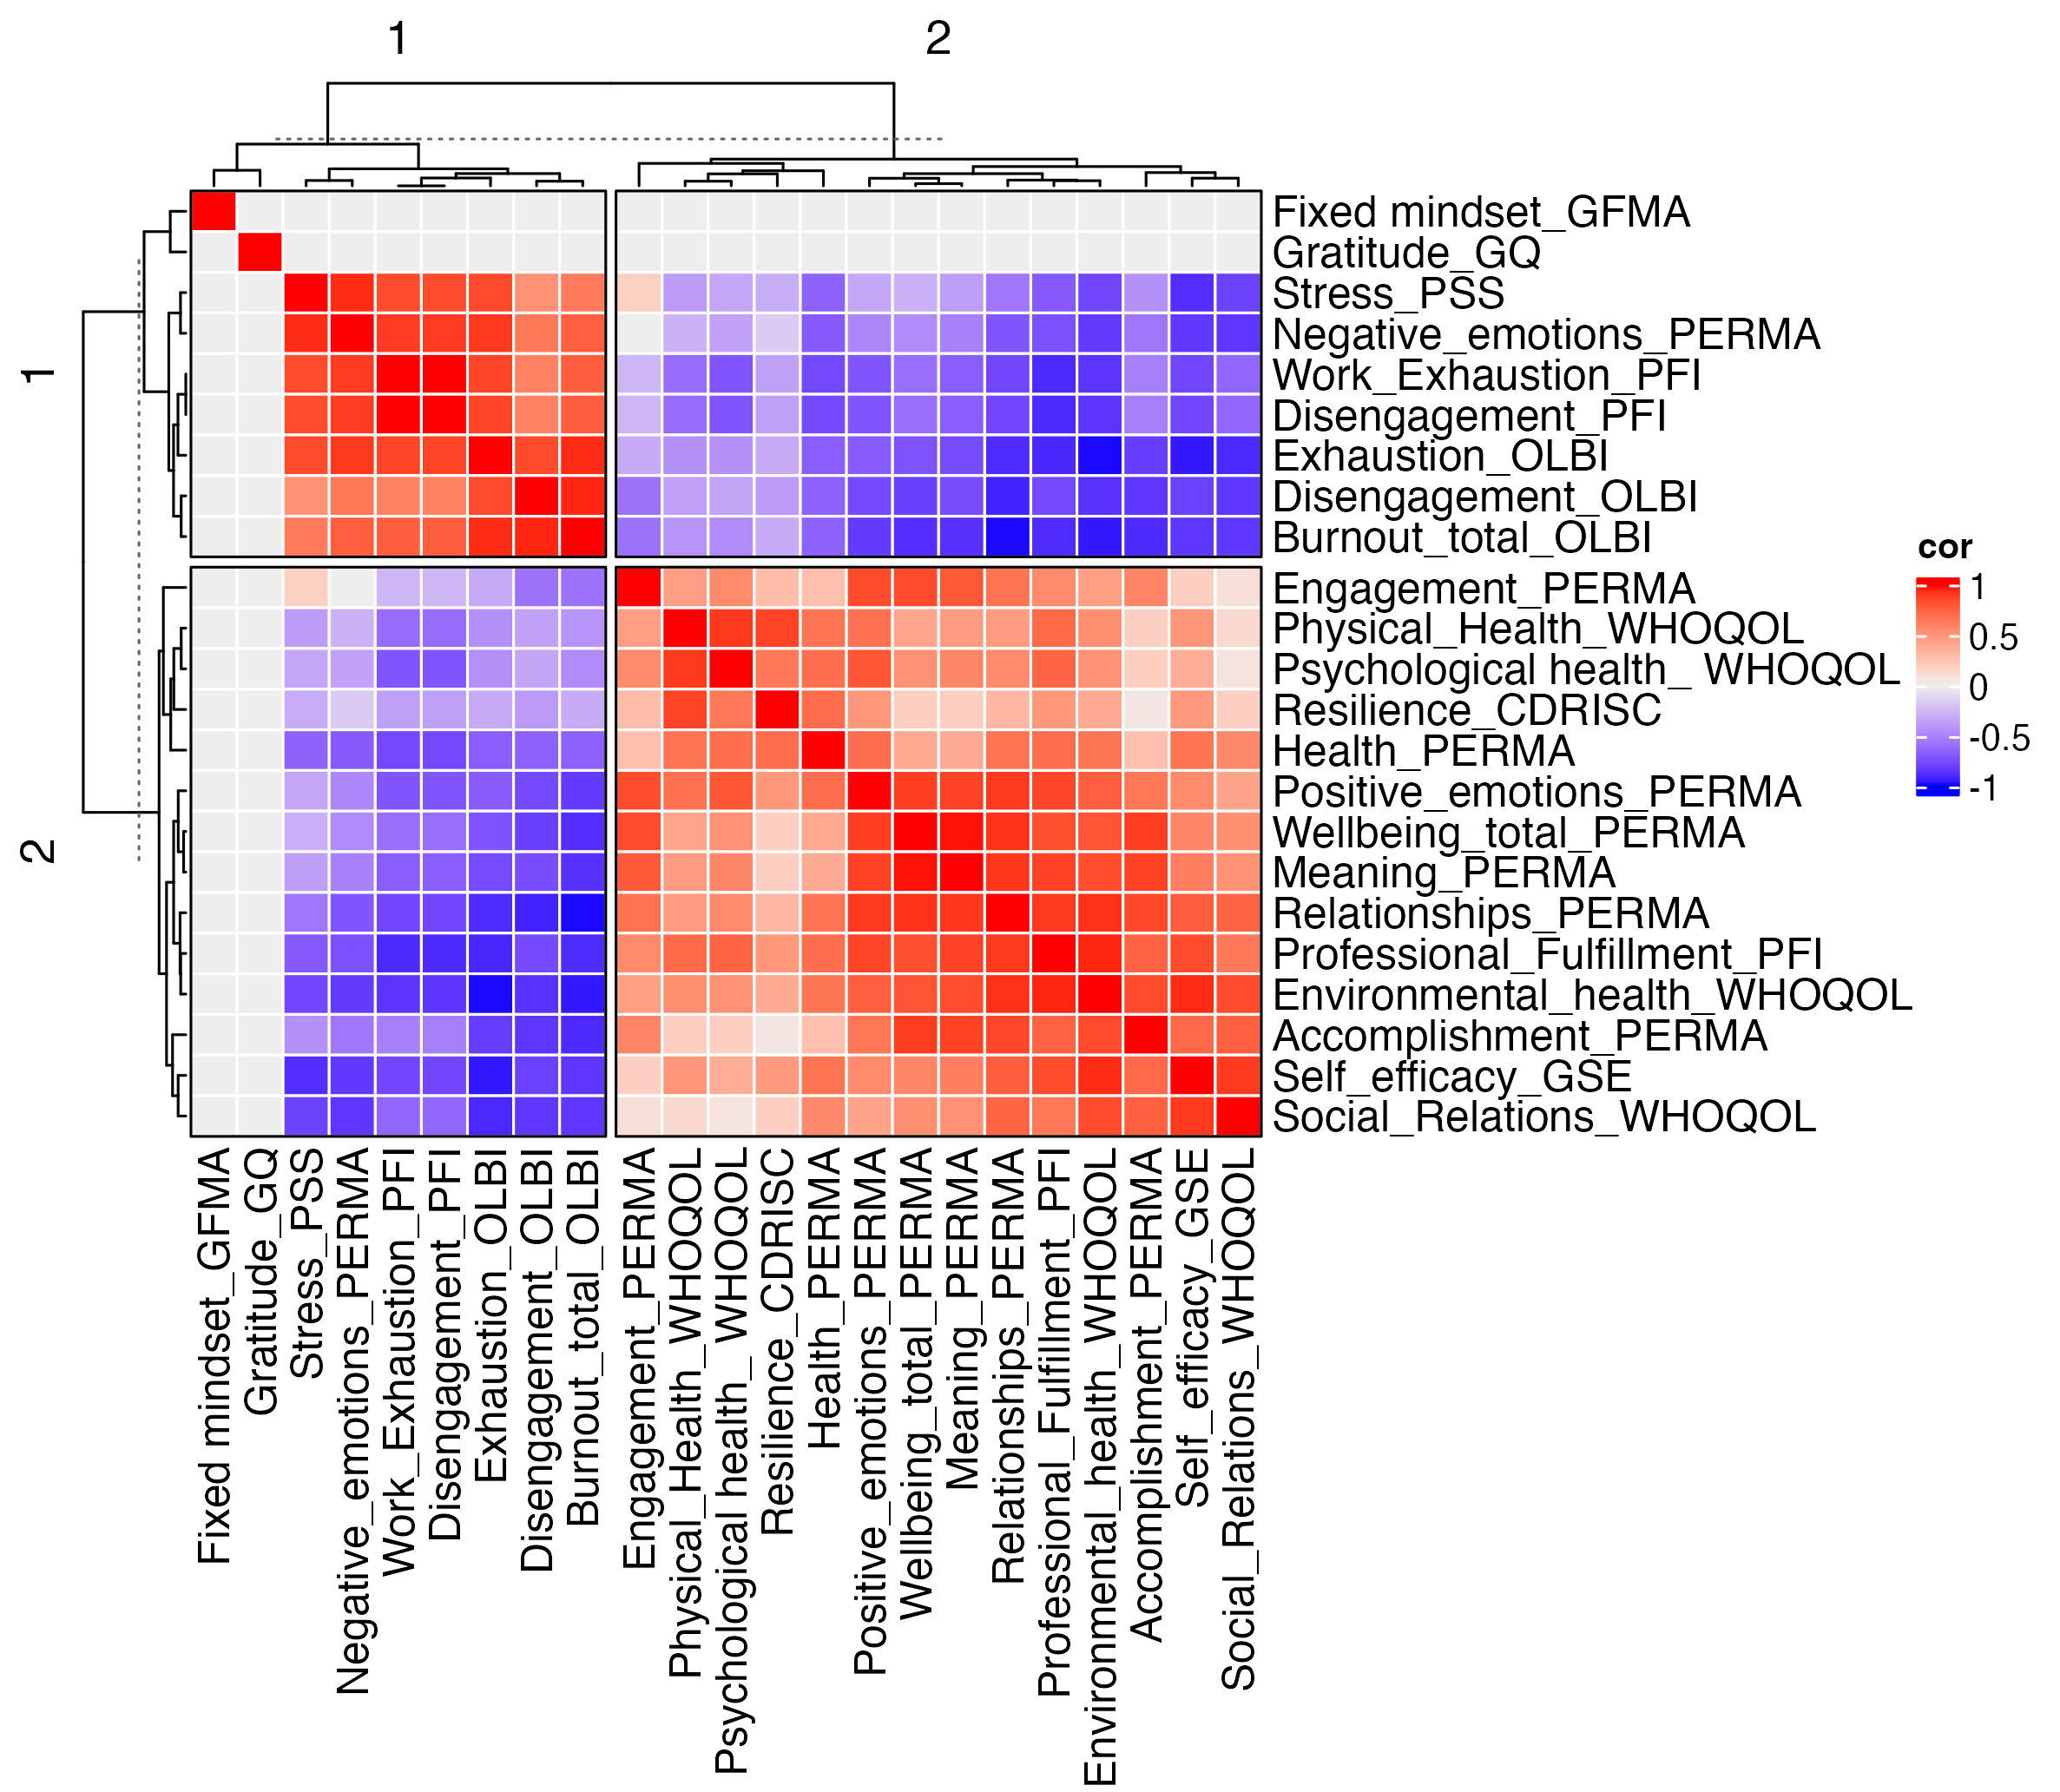 1
2
1
2
Fixed mindset_GFMA
Gratitude_GQ
Stress_PSS
Negative_emotions_PERMA
Work_Exhaustion_PFI
Disengagement_PFI
Exhaustion_OLBI
Disengagement_OLBI
Burnout_total_OLBI
Engagement_PERMA
Physical_Health_WHOQOL
Psychological health_ WHOQOL
Resilience_CDRISC
Health_PERMA
Positive_emotions_PERMA
Wellbeing_total_PERMA
Meaning_PERMA
Relationships_PERMA
Professional_Fulfillment_PFI
Environmental_health_WHOQOL
Accomplishment_PERMA
Self_efficacy_GSE
Social_Relations_WHOQOL
cor
1
0.5
0
-0.5
-1
Fixed mindset_GFMA
Gratitude_GQ
Stress_PSS
Negative_emotions_PERMA
Work_Exhaustion_PFI
Disengagement_PFI
Exhaustion_OLBI
Disengagement_OLBI
Burnout_total_OLBI
Engagement_PERMA
Physical_Health_WHOQOL
Psychological health_ WHOQOL
Resilience_CDRISC
Health_PERMA
Positive_emotions_PERMA
Wellbeing_total_PERMA
Meaning_PERMA
Relationships_PERMA
Professional_Fulfillment_PFI
Environmental_health_WHOQOL
Accomplishment_PERMA
Self_efficacy_GSE
Social_Relations_WHOQOL